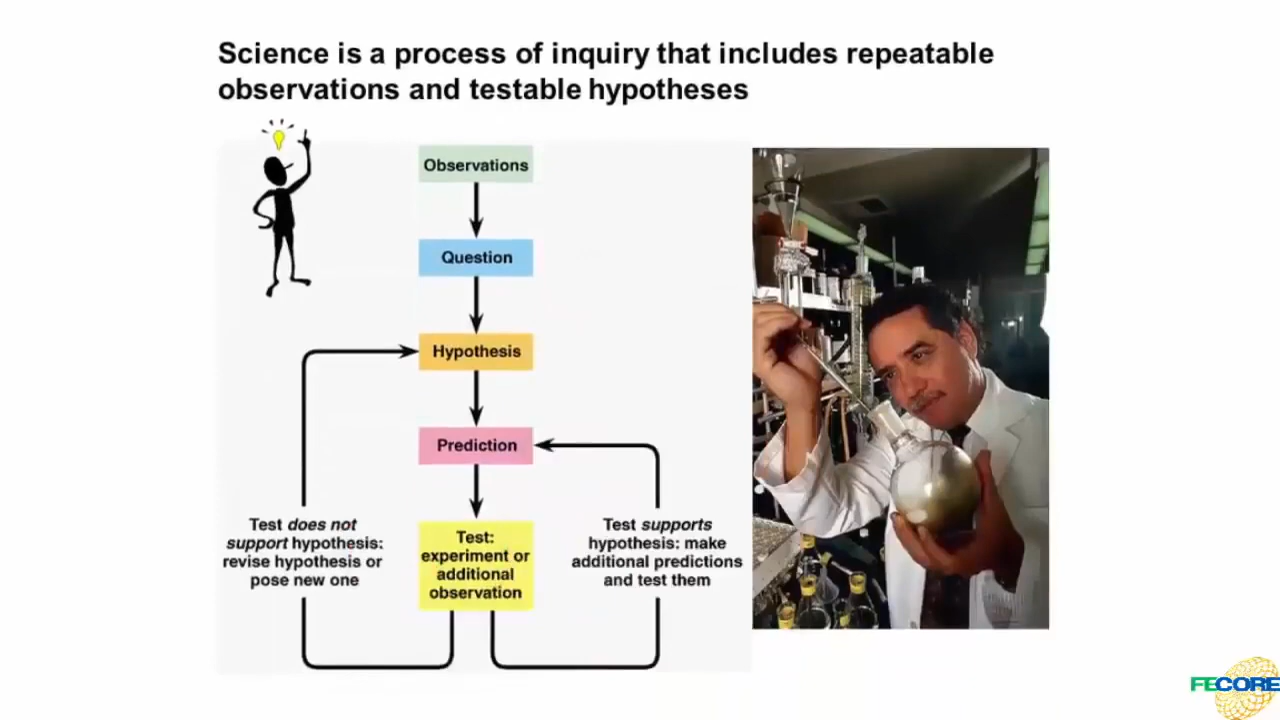 Science is a process of inquiry that includes repeatable
observations and testable hypotheses
Observations
Question
Hypothesis
Prediction
Test does not
support hypothesis:
revise hypothesis or
pose new one
Test:
experiment or
additional
observation
Test supports
hypothesis: make
additional predictions
and test them
FECORE